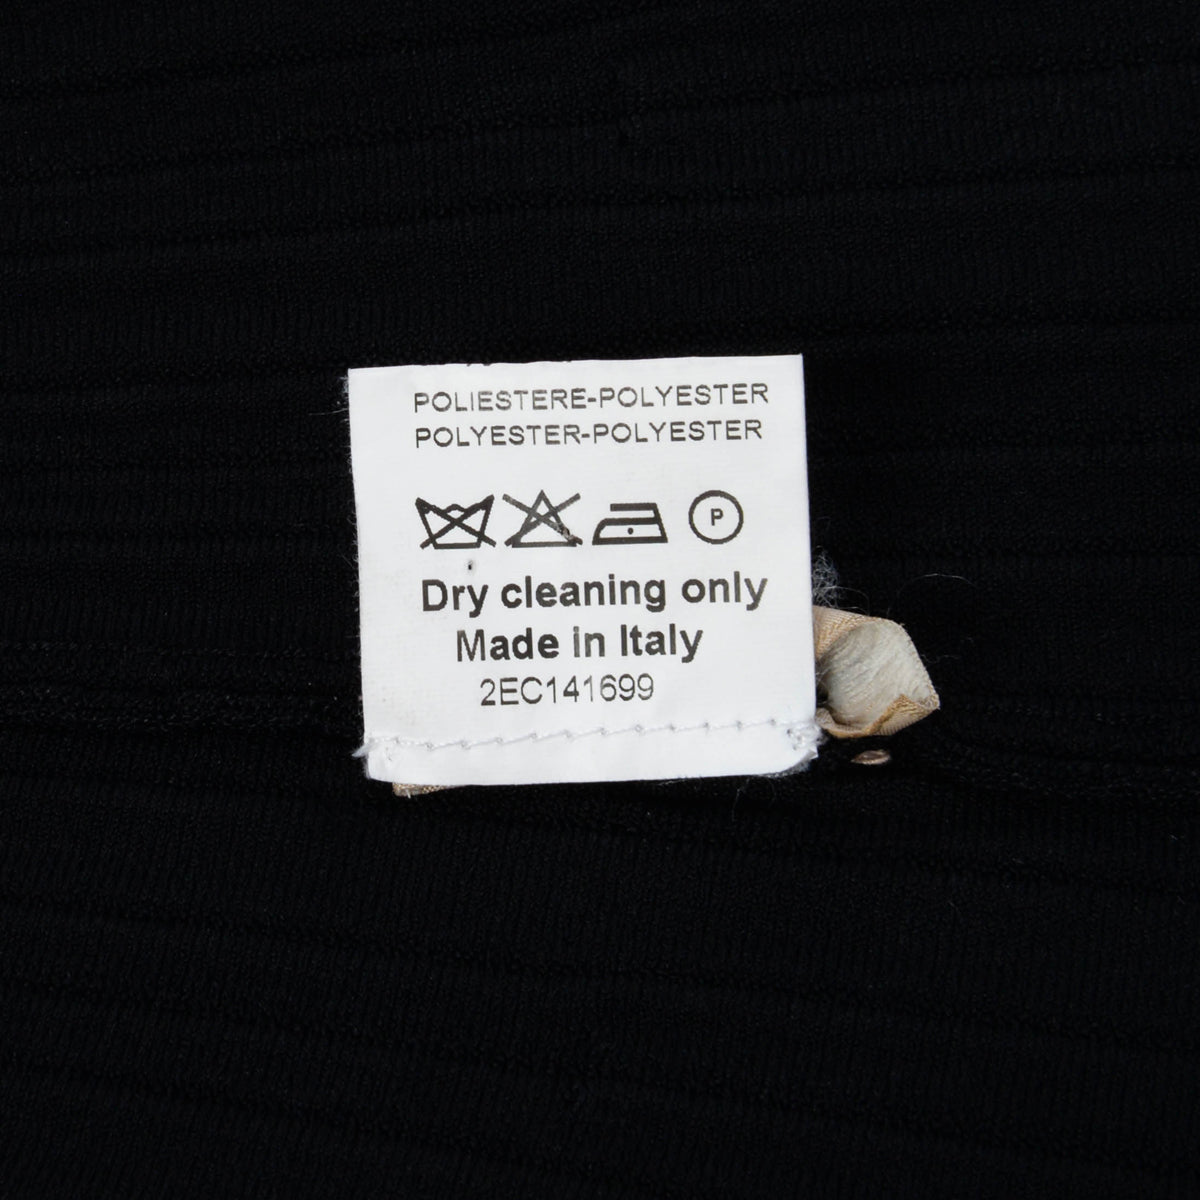 POLIESTERE-POLYESTER
POLYESTER-POLYESTER
P
Dry cleaning only
Made in Italy
2EC141699